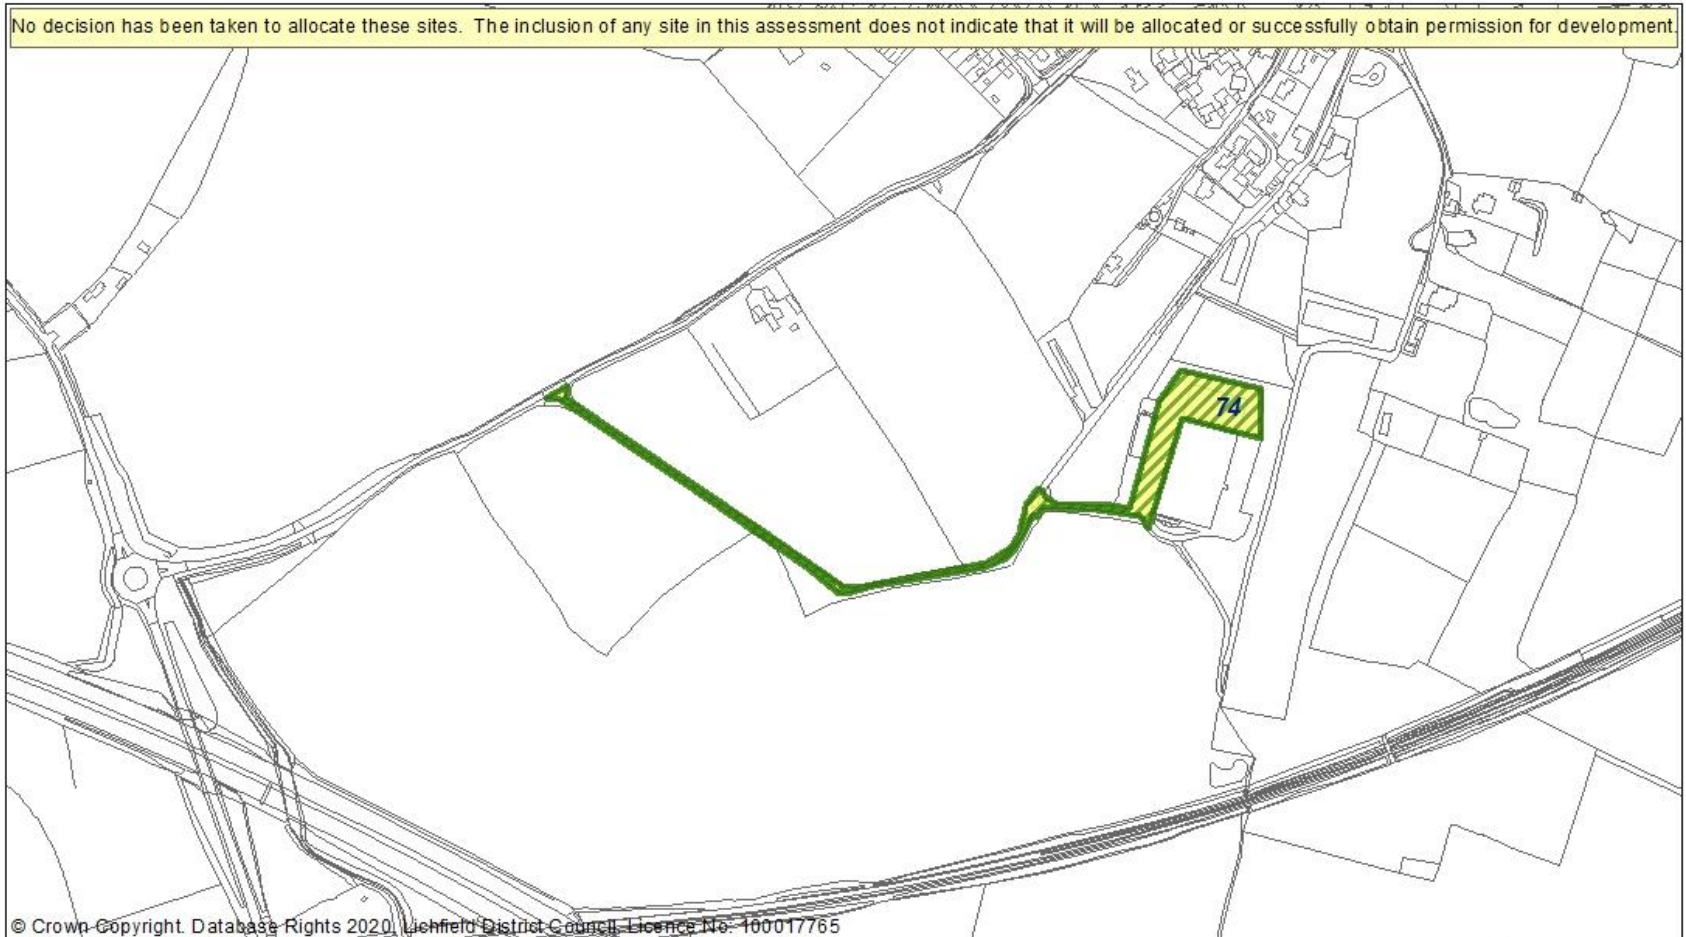 No decision has been taken to allocate these sites. The inclusion of any site in this assessment does not indicate that it will be allocated or successfully obtain permission for development.
74
© Crown Copyright. Database Rights 2020. Lichfield District Council. Licence No: 100017765